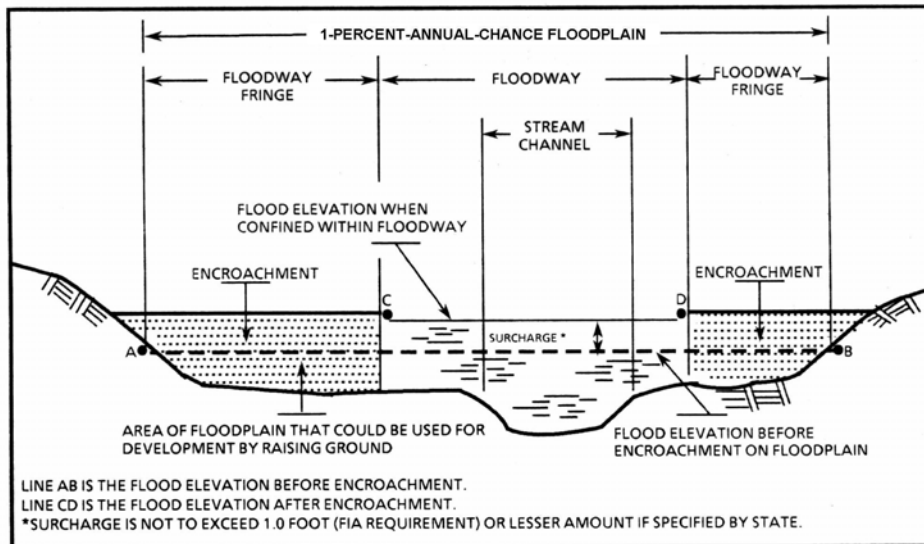 1-PERCENT-ANNUAL-CHANCE FLOODPLAIN
FLOODWAY
FRINGE
FLOODWAY
FLOODWAY
FRINGE
STREAM
CHANNEL
FLOOD ELEVATION WHEN
CONFINED WITHIN FLOODWAY
ENCROACHMENT
ENCROACHMENT
C
D
SURCHARGE *
A
B
AREA OF FLOODPLAIN THAT COULD BE USED FOR
DEVELOPMENT BY RAISING GROUND
FLOOD ELEVATION BEFORE
ENCROACHMENT ON FLOODPLAIN
LINE AB IS THE FLOOD ELEVATION BEFORE ENCROACHMENT.
LINE CD IS THE FLOOD ELEVATION AFTER ENCROACHMENT.
*SURCHARGE IS NOT TO EXCEED 1.0 FOOT (FIA REQUIREMENT) OR LESSER AMOUNT IF SPECIFIED BY STATE.